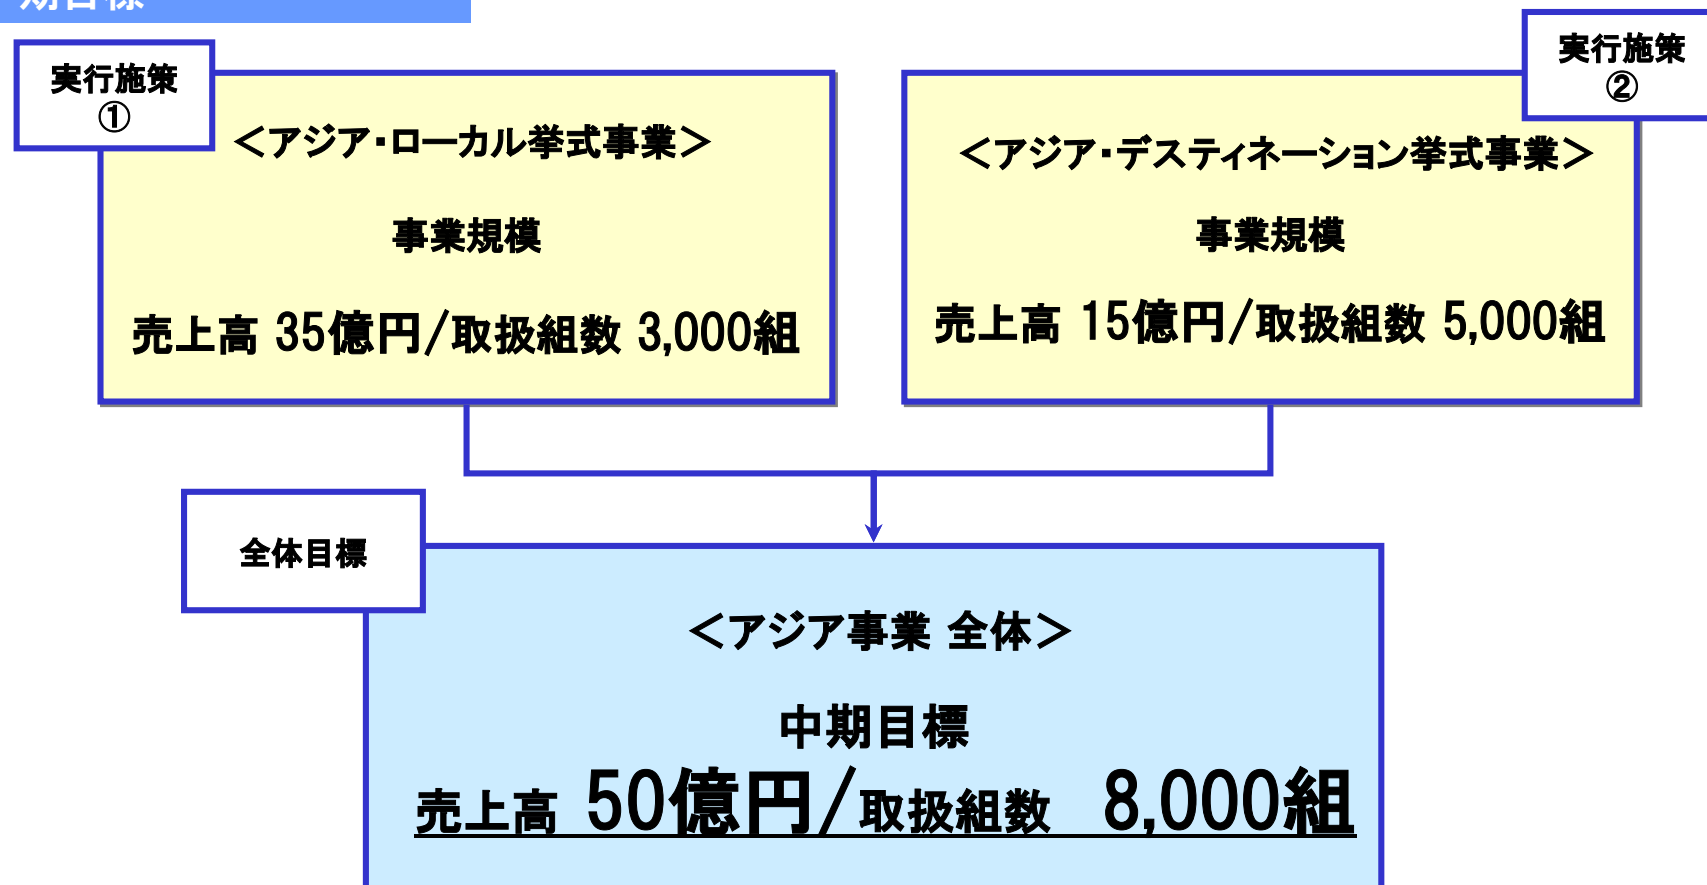 期目標
実行施策
①
＜アジア・ローカル挙式事業＞
事業規模
売上高 35億円/取扱組数 3,000組
実行施策
②
＜アジア・デスティネーション挙式事業＞
事業規模
売上高 15億円/取扱組数 5,000組
全体目標
＜アジア事業 全体＞
中期目標
売上高 50億円/取扱組数 8,000組